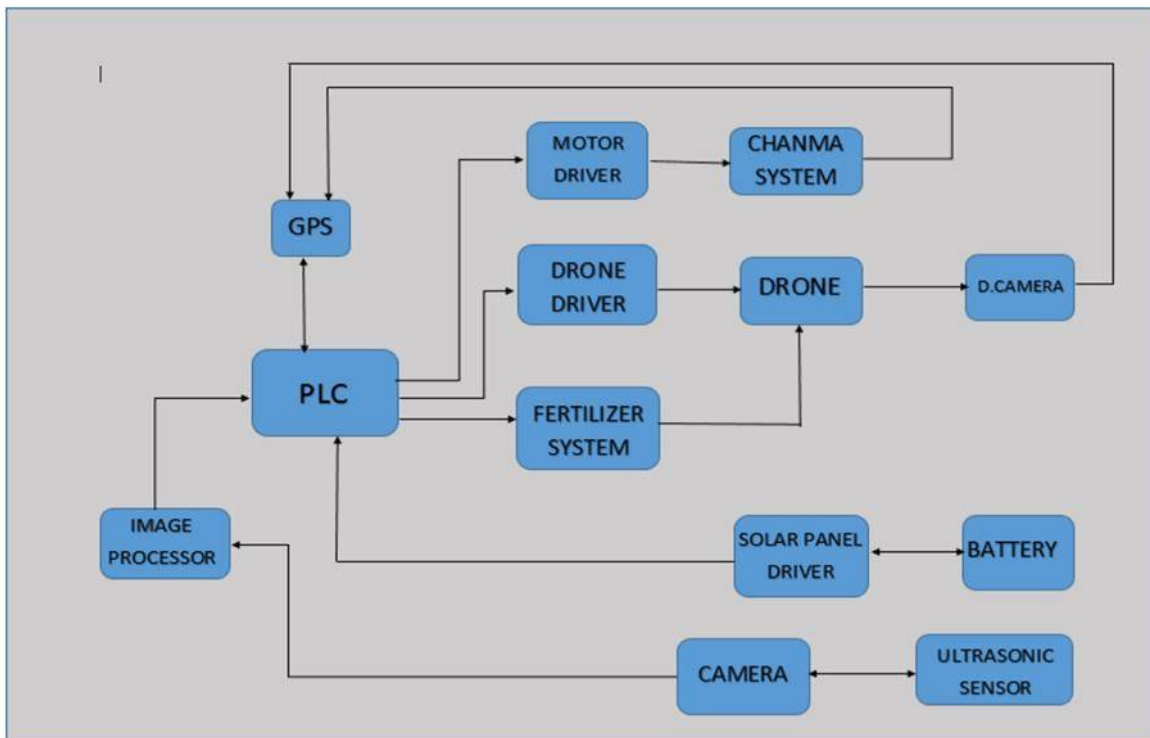 MOTOR
DRIVER
CHANMA
SYSTEM
GPS
DRONE
DRIVER
DRONE
D.CAMERA
PLC
FERTILIZER
SYSTEM
IMAGE
PROCESSOR
SOLAR PANEL
DRIVER
BATTERY
CAMERA
ULTRASONIC
SENSOR